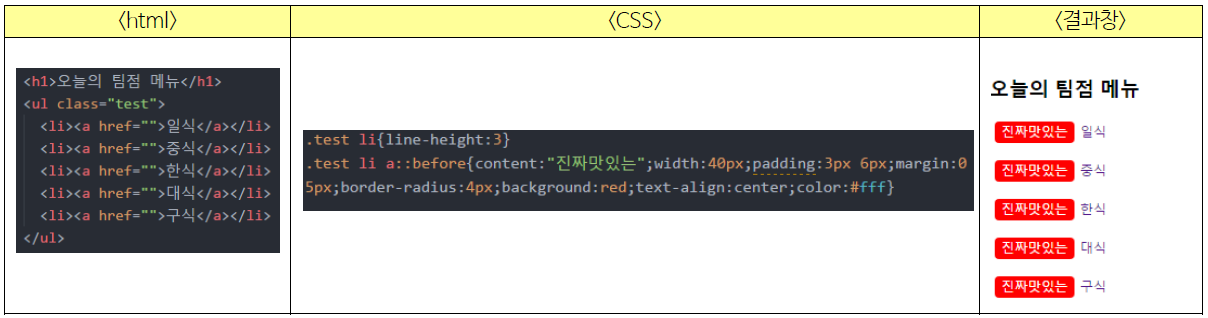 <html>
<CSS>
<결과창>
<h1>오늘의 팀점 메뉴</h1>
<ul class="test">
<li><a href="">일식</a></li>
<li><a href="">중식</a></li>
<li><a href="">한식</a></li>
<li><a href="">대식</a></li>
<li><a href="">구식</a></li>
</ul>
.test li{line-height:3}
.test li a::before{content:"진짜맛있는";width:40px;padding:3px 6px;margin:0
5px;border-radius:4px;background:red;text-align:center;color:#fff}
오늘의 팀점 메뉴
진짜맛있는 일식
진짜맛있는 중식
진짜맛있는 한식
진짜맛있는 대식
진짜맛있는 구식